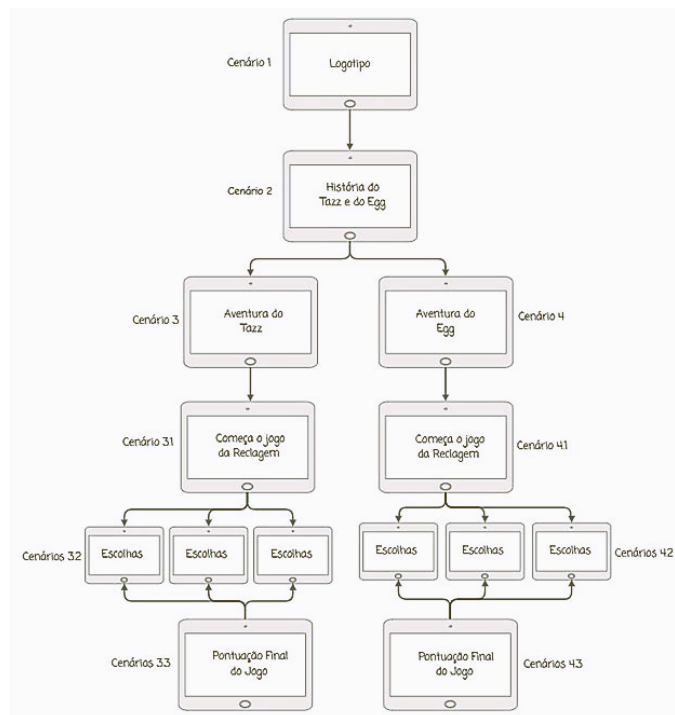 Cenário 1
Logotipo
Cenário 2
História do
Tazz e do Egg
Cenário 3
Aventura do
Tazz
Aventura do
Egg
Cenário 4
Cenário 31
Começa o jogo
da Reclagem
Começa o jogo
da Reclagem
Cenário 41
Cenários 32
Escolhas
Escolhas
Escolhas
Escolhas
Escolhas
Escolhas
Cenários 42
Cenários 33
Pontuação Final
do Jogo
Pontuação Final
do Jogo
Cenários 43